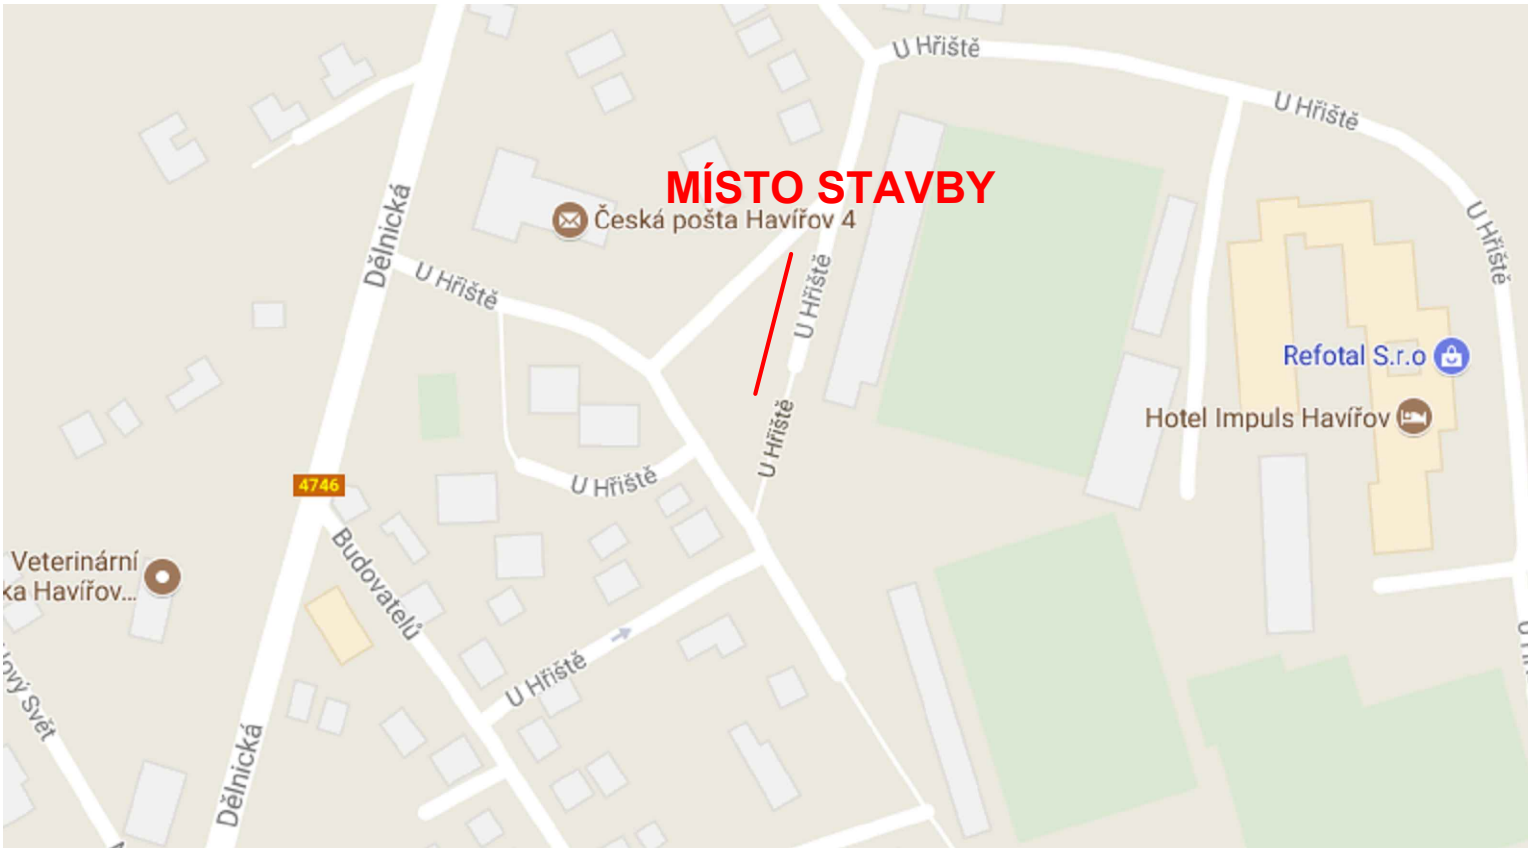 U Hřiště
U Hřiště
MÍSTO STAVBY
Česká pošta Havířov 4
Dělnická
U Hřiště
U Hřiště
U Hřiště
Refotal S.r.o
Hotel Impuls Havířov
U Hřiště
U Hřiště
4746
Budovatelů
Veterinární
ka Havířov...
U Hřiště
Svět
Dělnická